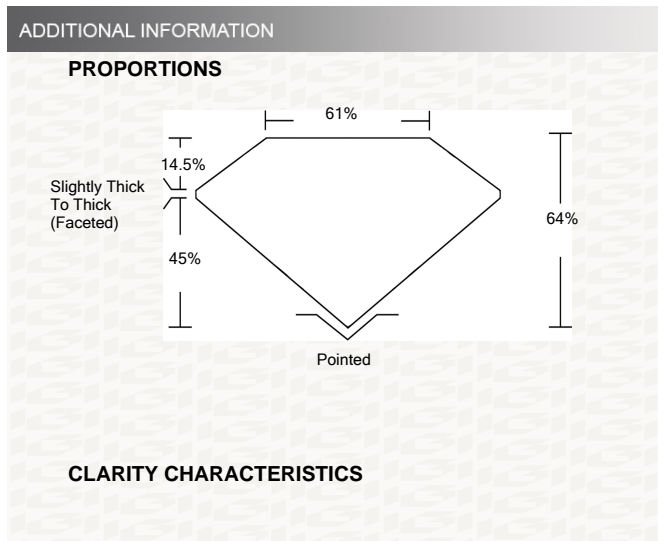 ADDITIONAL INFORMATION
PROPORTIONS
61%
14.5%
Slightly Thick
To Thick
(Faceted)
64%
45%
Pointed
CLARITY CHARACTERISTICS